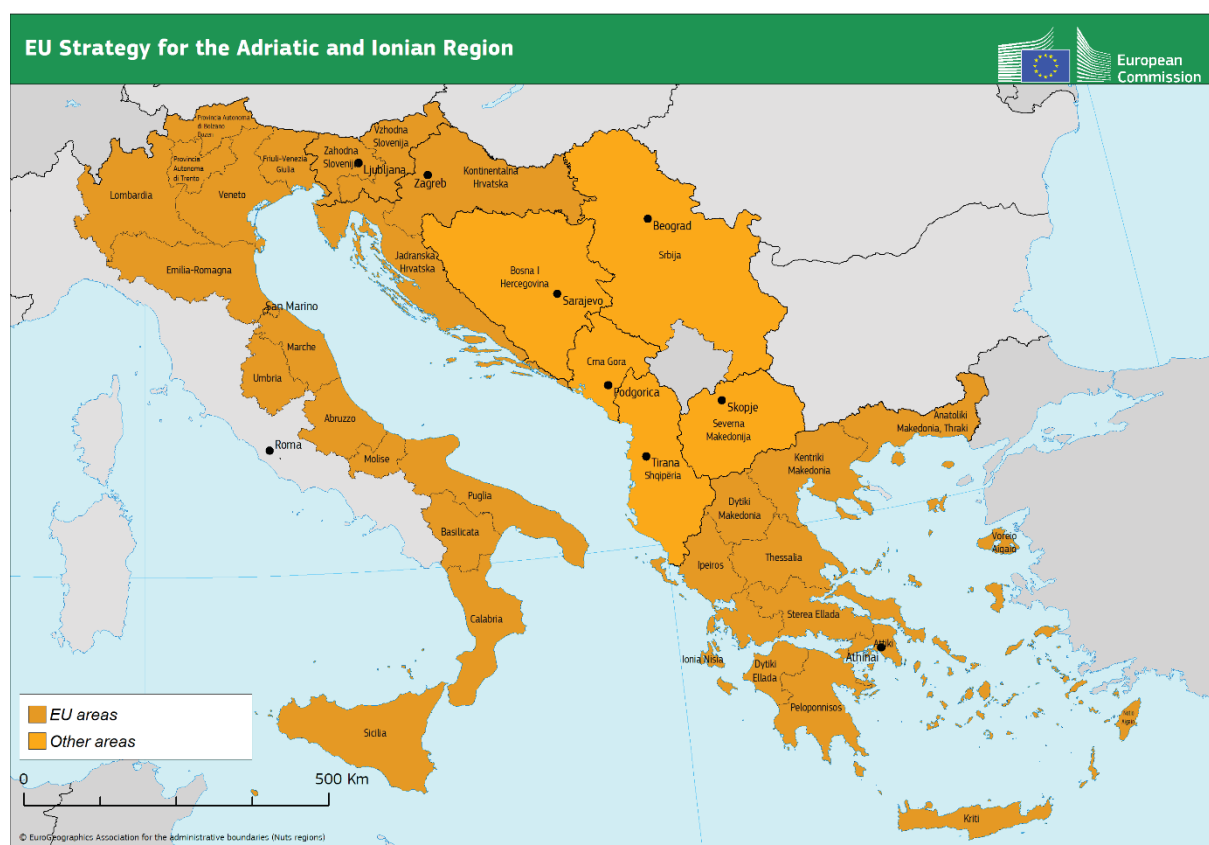 EU Strategy for the Adriatic and Ionian Region
European
Commission
Provincia Autonoma
di Bolzano
Provincia
Autonoma
di Trento
Friuli-Venezia
Giulia
Lombardia
Veneto
Emilia-Romagna
Zahodna
Slovenija
Vzhodna
Slovenija
Ljubljana
Zagreb
Kontinentalna
Hrvatska
Jadranska
Hrvatska
Bosna I
Hercegovina
Sarajevo
Beograd
Srbija
San Marino
Marche
Umbria
Abruzzo
Roma
Molise
Puglia
Basilicata
Calabria
Sicilia
Crna Gora
Podgorica
Skopje
Severna
Makedonija
Tirana
Shqipëria
Anatoliki
Makedonia, Thraki
Kentriki
Makedonia
Dytiki
Makedonia
Ipeiros
Thessalia
Voreio
Aigaio
Sterea Ellada
Ionia Nisia
Attiki
Athinai
Dytiki
Ellada
Peloponnisos
Kriti
EU areas
Other areas
0
500 Km
© EuroGeographics Association for the administrative boundaries (Nuts regions)